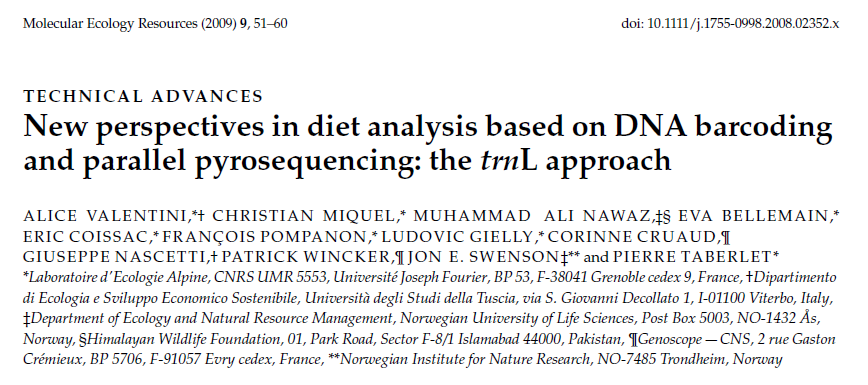 Molecular Ecology Resources (2009) 9, 51–60
doi: 10.1111/j.1755-0998.2008.02352.x
TECHNICAL ADVANCES
New perspectives in diet analysis based on DNA barcoding
and parallel pyrosequencing: the trnL approach
ALICE VALENTINI,*† CHRISTIAN MIQUEL,* MUHAMMAD ALI NAWAZ,‡§ EVA BELLEMAIN,*
ERIC COISSAC,* FRANÇOIS POMPANON,* LUDOVIC GIELLY,* CORINNE CRUAUD,¶
GIUSEPPE NASCETTI,† PATRICK WINCKER,¶ JON E. SWENSON‡** and PIERRE TABERLET*
*Laboratoire d'Ecologie Alpine, CNRS UMR 5553, Université Joseph Fourier, BP 53, F-38041 Grenoble cedex 9, France, †Dipartimento
di Ecologia e Sviluppo Economico Sostenibile, Università degli Studi della Tuscia, via S. Giovanni Decollato 1, I-01100 Viterbo, Italy,
‡Department of Ecology and Natural Resource Management, Norwegian University of Life Sciences, Post Box 5003, NO-1432 Ås,
Norway, §Himalayan Wildlife Foundation, 01, Park Road, Sector F-8/1 Islamabad 44000, Pakistan, ¶Genoscope — CNS, 2 rue Gaston
Crémieux, BP 5706, F-91057 Evry cedex, France, **Norwegian Institute for Nature Research, NO-7485 Trondheim, Norway